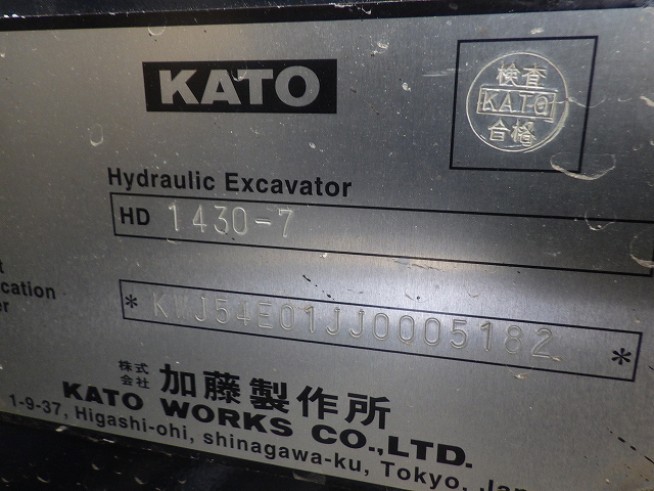 KATO
検査
KATO
合格
Hydraulic Excavator
HD 1430-7
cation
* KWJ54E01JJ0005182 *
株式会社 加藤製作所
KATO WORKS CO.,LTD.
1-9-37, Higashi-ohi, shinagawa-ku, Tokyo,